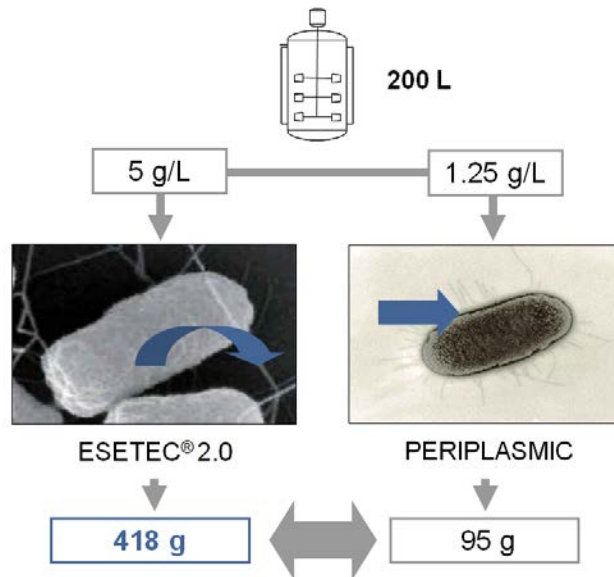 200 L
5 g/L
1.25 g/L
ESETEC® 2.0
PERIPLASMIC
418 g
95 g